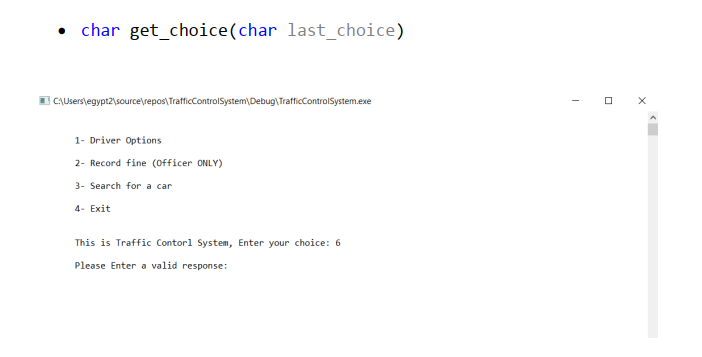 • char get_choice(char last_choice)
C:\Users\egypt2\source\repos\TrafficControlSystem\Debug\TrafficControlSystem.exe
1- Driver Options
2- Record fine (Officer ONLY)
3- Search for a car
4- Exit
This is Traffic Contorl System, Enter your choice: 6
Please Enter a valid response: